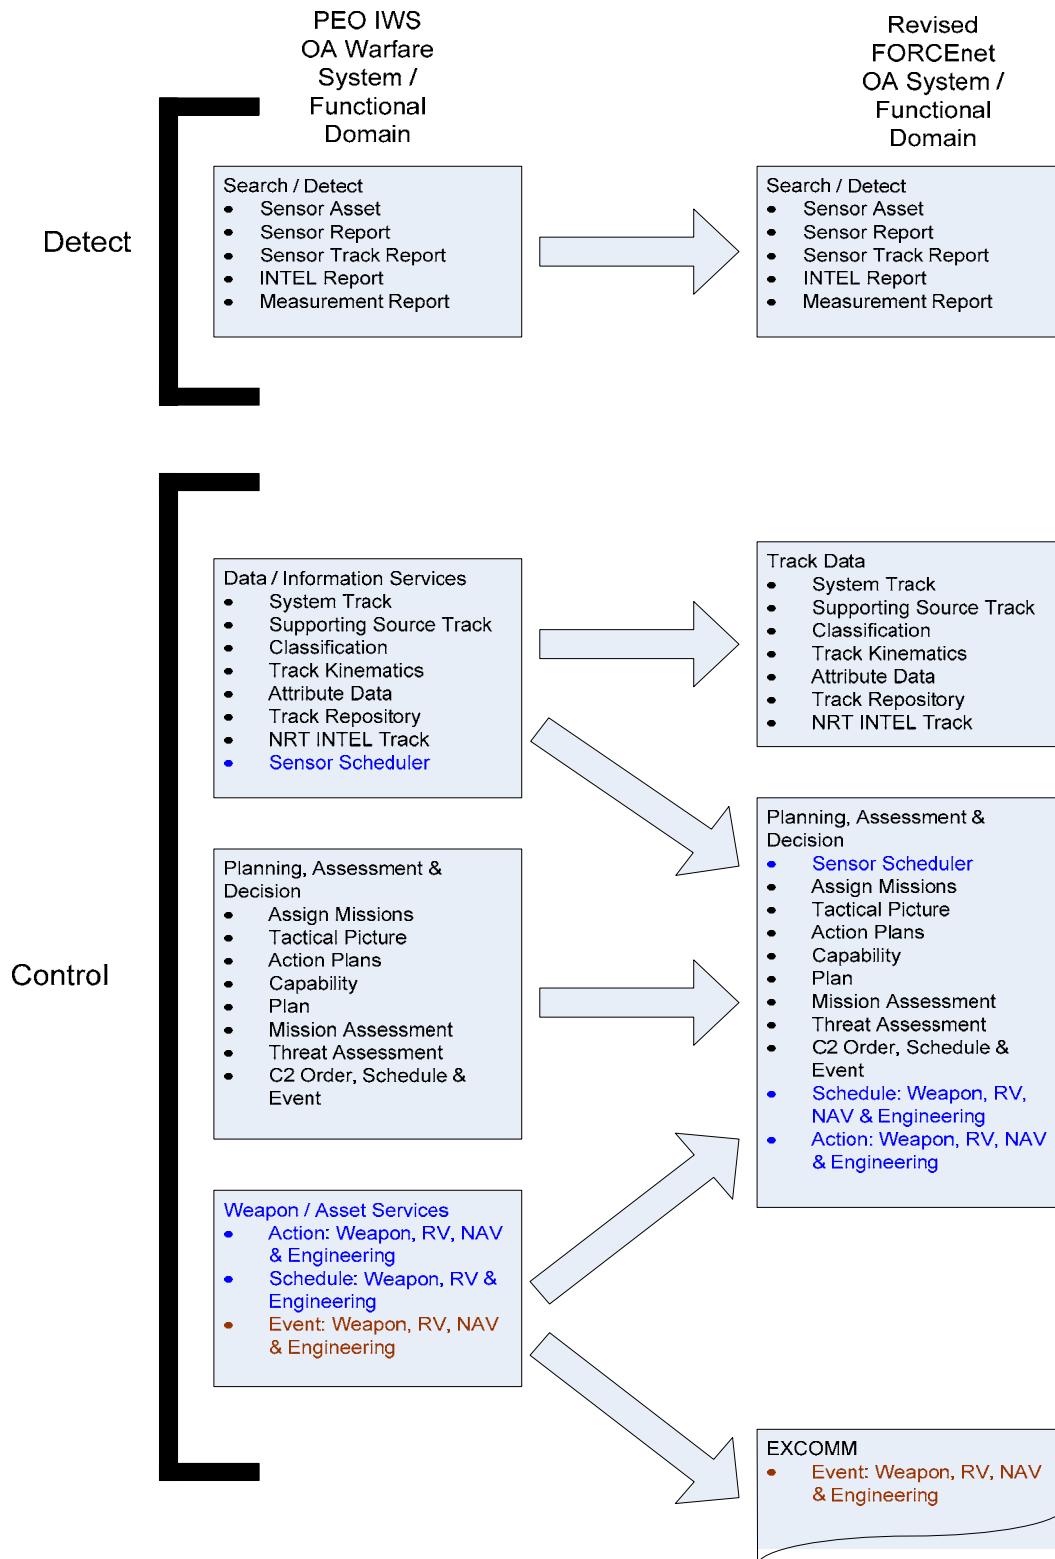 PEO IWS
OA Warfare
System /
Functional
Domain
Revised
FORCEnet
OA System /
Functional
Domain
Detect
Search / Detect
• Sensor Asset
• Sensor Report
• Sensor Track Report
• INTEL Report
• Measurement Report
Search / Detect
• Sensor Asset
• Sensor Report
• Sensor Track Report
• INTEL Report
• Measurement Report
Control
Data / Information Services
• System Track
• Supporting Source Track
• Classification
• Track Kinematics
• Attribute Data
• Track Repository
• NRT INTEL Track
• Sensor Scheduler
Track Data
• System Track
• Supporting Source Track
• Classification
• Track Kinematics
• Attribute Data
• Track Repository
• NRT INTEL Track
Planning, Assessment &
Decision
• Assign Missions
• Tactical Picture
• Action Plans
• Capability
• Plan
• Mission Assessment
• Threat Assessment
• C2 Order, Schedule &
Event
Planning, Assessment &
Decision
• Sensor Scheduler
• Assign Missions
• Tactical Picture
• Action Plans
• Capability
• Plan
• Mission Assessment
• Threat Assessment
• C2 Order, Schedule &
Event
• Schedule: Weapon, RV,
NAV & Engineering
• Action: Weapon, RV, NAV
& Engineering
Weapon / Asset Services
• Action: Weapon, RV, NAV
& Engineering
• Schedule: Weapon, RV &
Engineering
• Event: Weapon, RV, NAV
& Engineering
EXCOMM
• Event: Weapon, RV, NAV
& Engineering